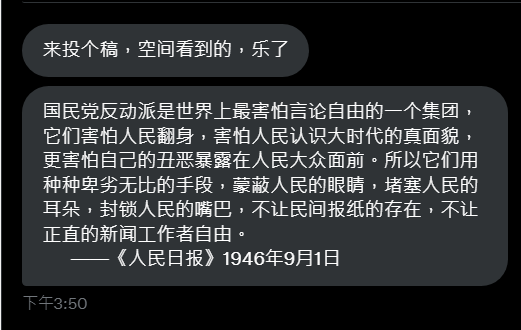 来投个稿，空间看到的，乐了
国民党反动派是世界上最害怕言论自由的一个集团，
它们害怕人民翻身，害怕人民认识大时代的真面貌，
更害怕自己的丑恶暴露在人民大众面前。所以它们用
种种卑劣无比的手段，蒙蔽人民的眼睛，堵塞人民的
耳朵，封锁人民的嘴巴，不让民间报纸的存在，不让
正直的新闻工作者自由。
——《人民日报》1946年9月1日
下午3:50